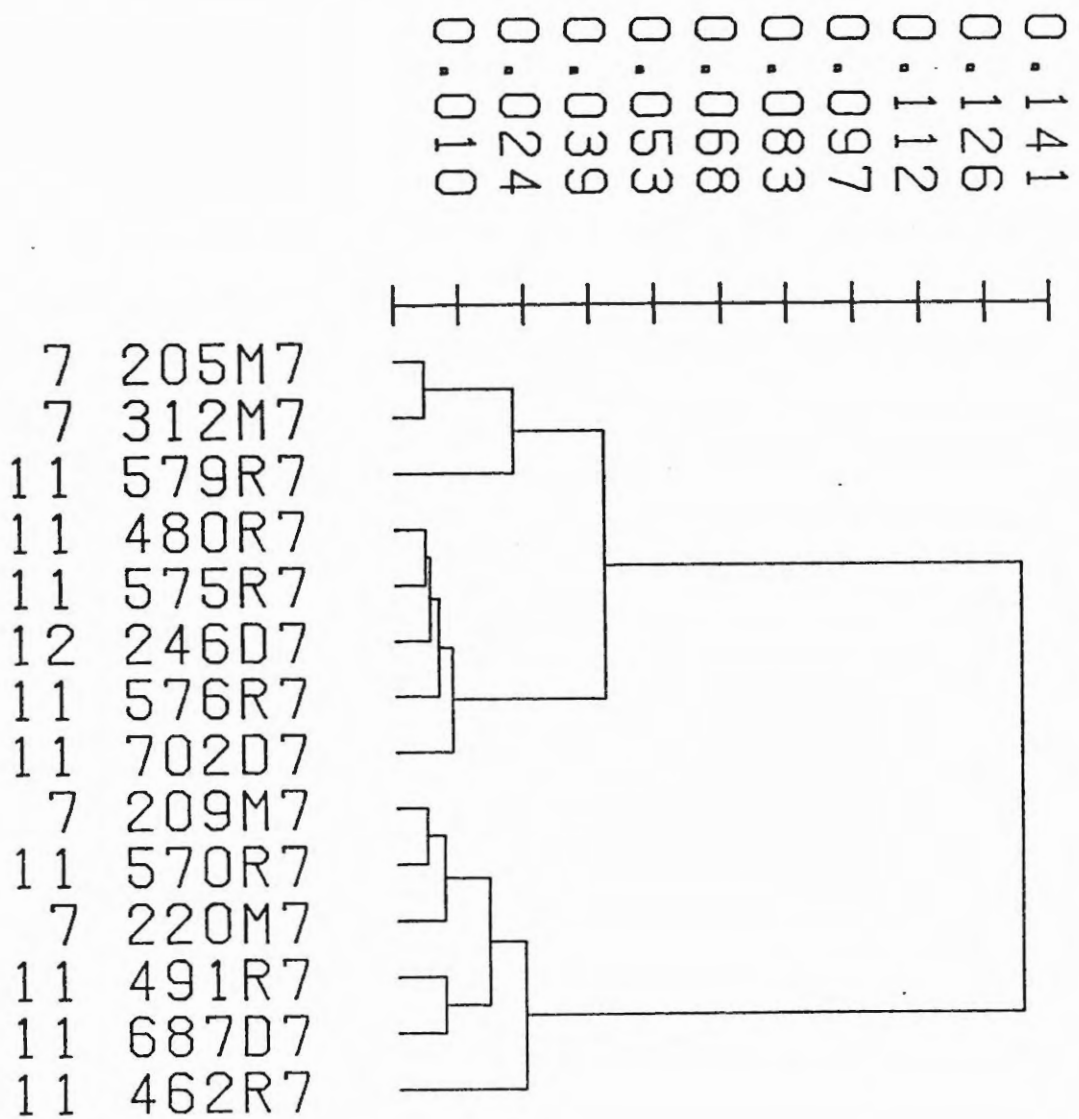 0.010
0.024
0.039
0.053
0.068
0.083
0.097
0.112
0.126
0.141
7 205M7
7 312M7
11 579R7
11 480R7
11 575R7
12 246D7
11 576R7
11 702D7
7 209M7
11 570R7
7 220M7
11 491R7
11 687D7
11 462R7